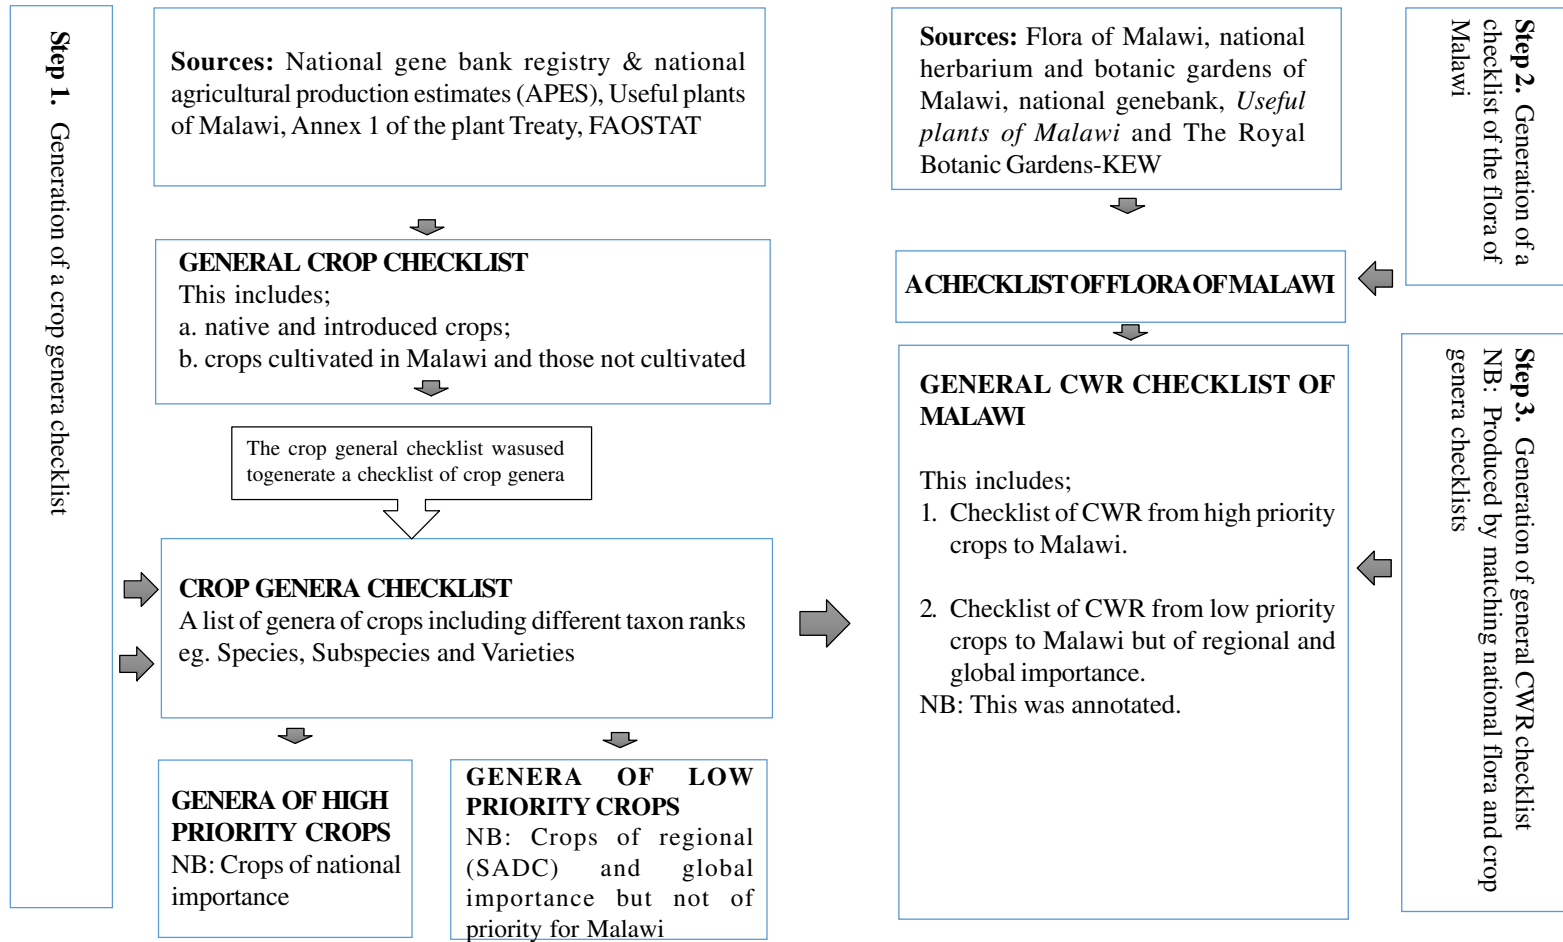 Step 1. Generation of a crop genera checklist
Sources: National gene bank registry & national
agricultural production estimates (APES), Useful plants
of Malawi, Annex 1 of the plant Treaty, FAOSTAT
GENERAL CROP CHECKLIST
This includes;
a. native and introduced crops;
b. crops cultivated in Malawi and those not cultivated
The crop general checklist wasused
togenerate a checklist of crop genera
CROP GENERA CHECKLIST
A list of genera of crops including different taxon ranks
eg. Species, Subspecies and Varieties
GENERA OF HIGH
PRIORITY CROPS
NB: Crops of national
importance
GENERA OF LOW
PRIORITY CROPS
NB: Crops of regional
(SADC) and global
importance but not of
priority for Malawi
Sources: Flora of Malawi, national
herbarium and botanic gardens of
Malawi, national genebank, Useful
plants of Malawi and The Royal
Botanic Gardens-KEW
A CHECKLIST OF FLORA OF MALAWI
GENERAL CWR CHECKLIST OF
MALAWI
This includes;
1. Checklist of CWR from high priority
crops to Malawi.
2. Checklist of CWR from low priority
crops to Malawi but of regional and
global importance.
NB: This was annotated.
Step 2. Generation of a
checklist of the flora of
Malawi
Step 3. Generation of general CWR checklist
NB: Produced by matching national flora and crop
genera checklists